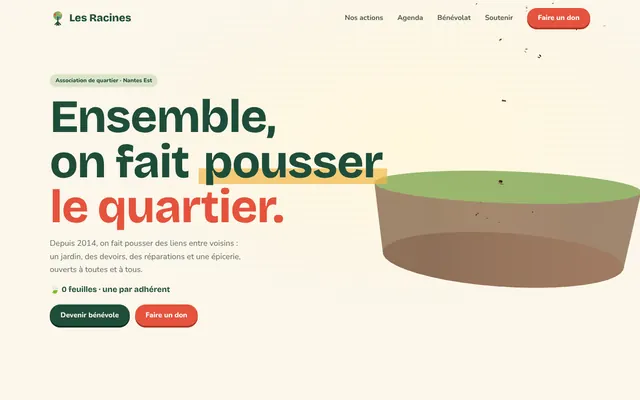 Les Racines
Nos actions
Agenda
Bénévolat
Soutenir
Faire un don
Association de quartier · Nantes Est
Ensemble,
on fait pousser
le quartier.
Depuis 2014, on fait pousser des liens entre voisins :
un jardin, des devoirs, des réparations et une épicerie,
ouverts à toutes et à tous.
0 feuilles · une par adhérent
Devenir bénévole
Faire un don